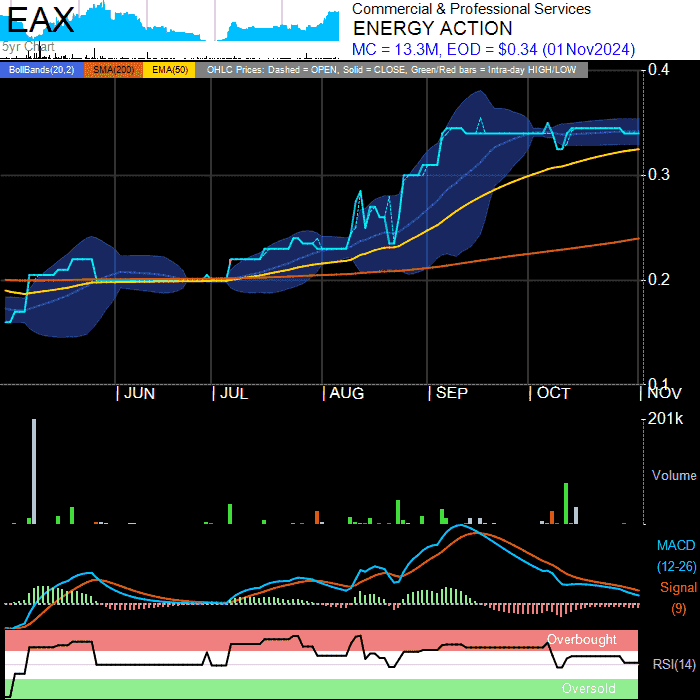 EAX
5yr Chart
Commercial & Professional Services
ENERGY ACTION
MC = 13.3M, EOD = $0.34 (01Nov2024)
BollBands(20,2) SMA(200) EMA(50) OHLC Prices: Dashed = OPEN, Solid = CLOSE, Green/Red bars = Intra-day HIGH/LOW
0.4
0.3
0.2
0.1
JUN JUL AUG SEP OCT NOV
201k
Volume
MACD
(12-26)
Signal
(9)
Overbought
RSI(14)
Oversold